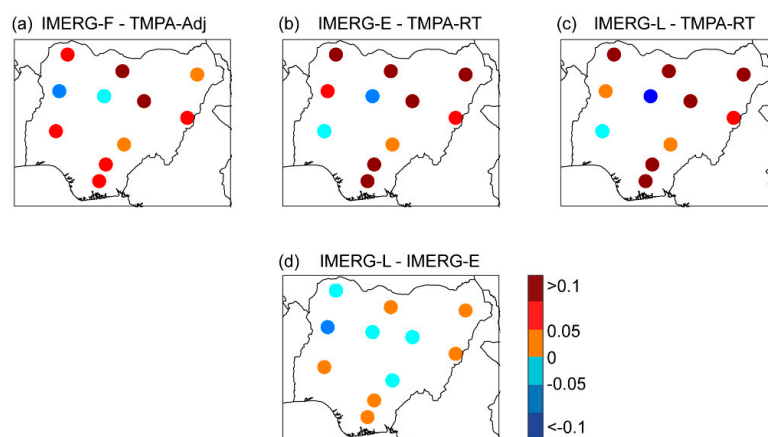 (a) IMERG-F - TMPA-Adj
(b) IMERG-E - TMPA-RT
(c) IMERG-L - TMPA-RT
(d) IMERG-L - IMERG-E
>0.1
0.05
0
-0.05
<-0.1